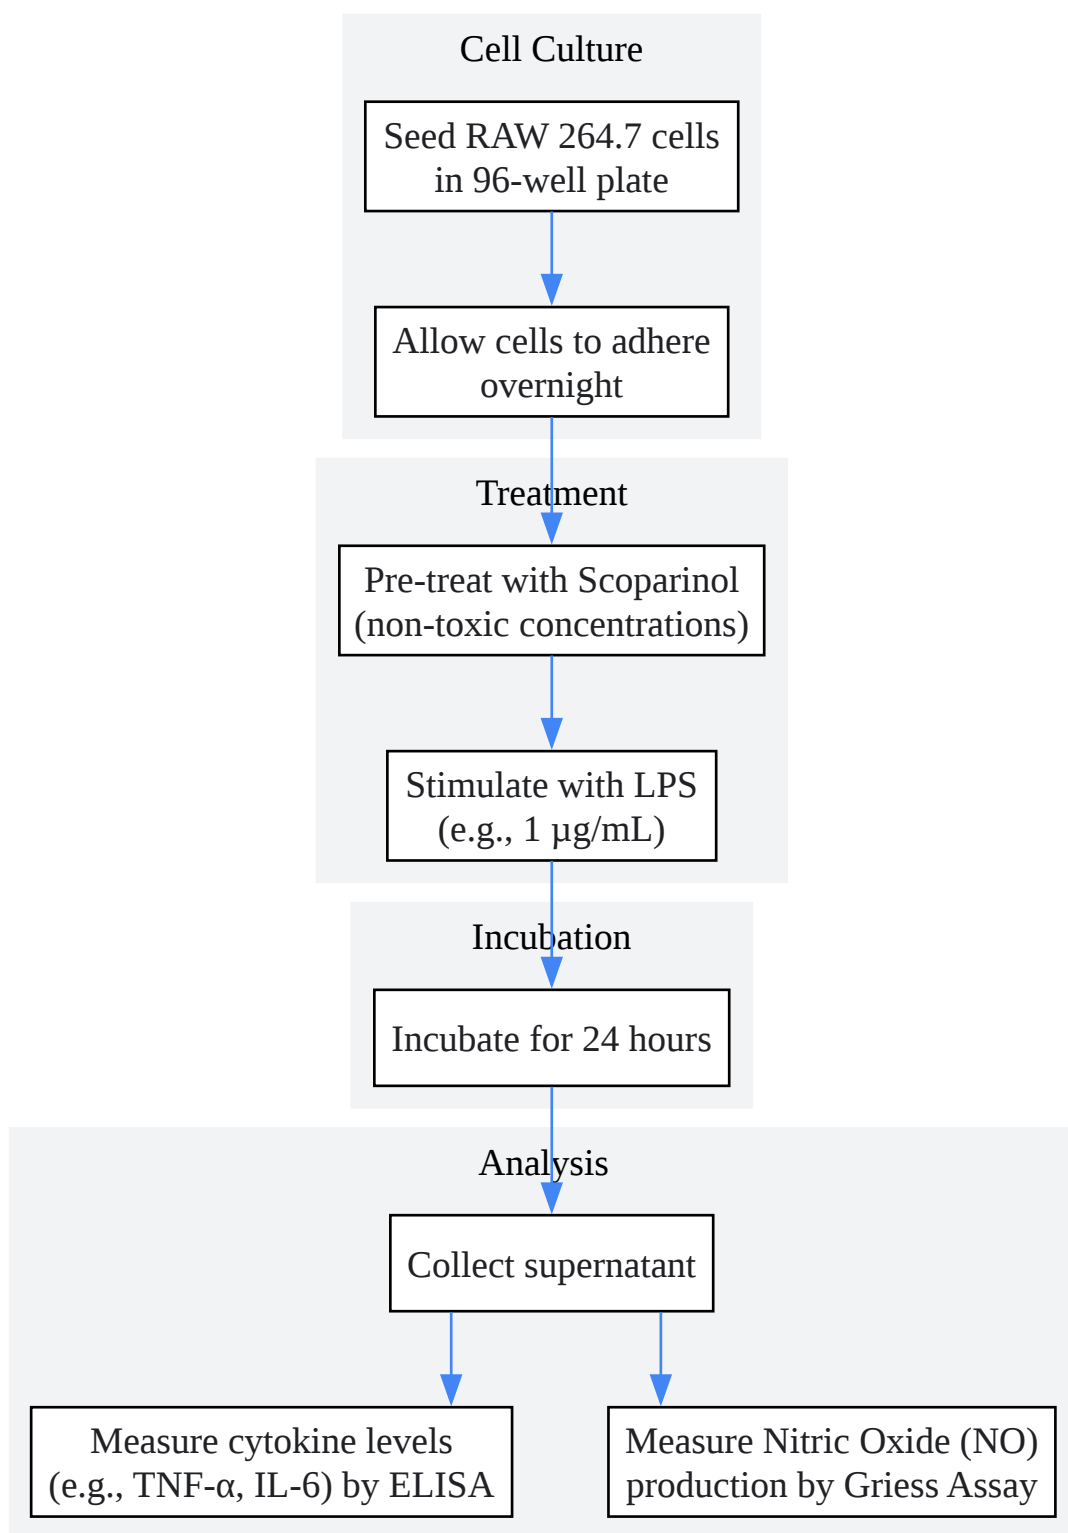 Cell Culture
Seed RAW 264.7 cells
in 96-well plate
Allow cells to adhere
overnight
Treatment
Pre-treat with Scoparinol
(non-toxic concentrations)
Stimulate with LPS
(e.g., 1 µg/mL)
Incubation
Incubate for 24 hours
Analysis
Collect supernatant
Measure cytokine levels
(e.g., TNF-α, IL-6) by ELISA
Measure Nitric Oxide (NO)
production by Griess Assay